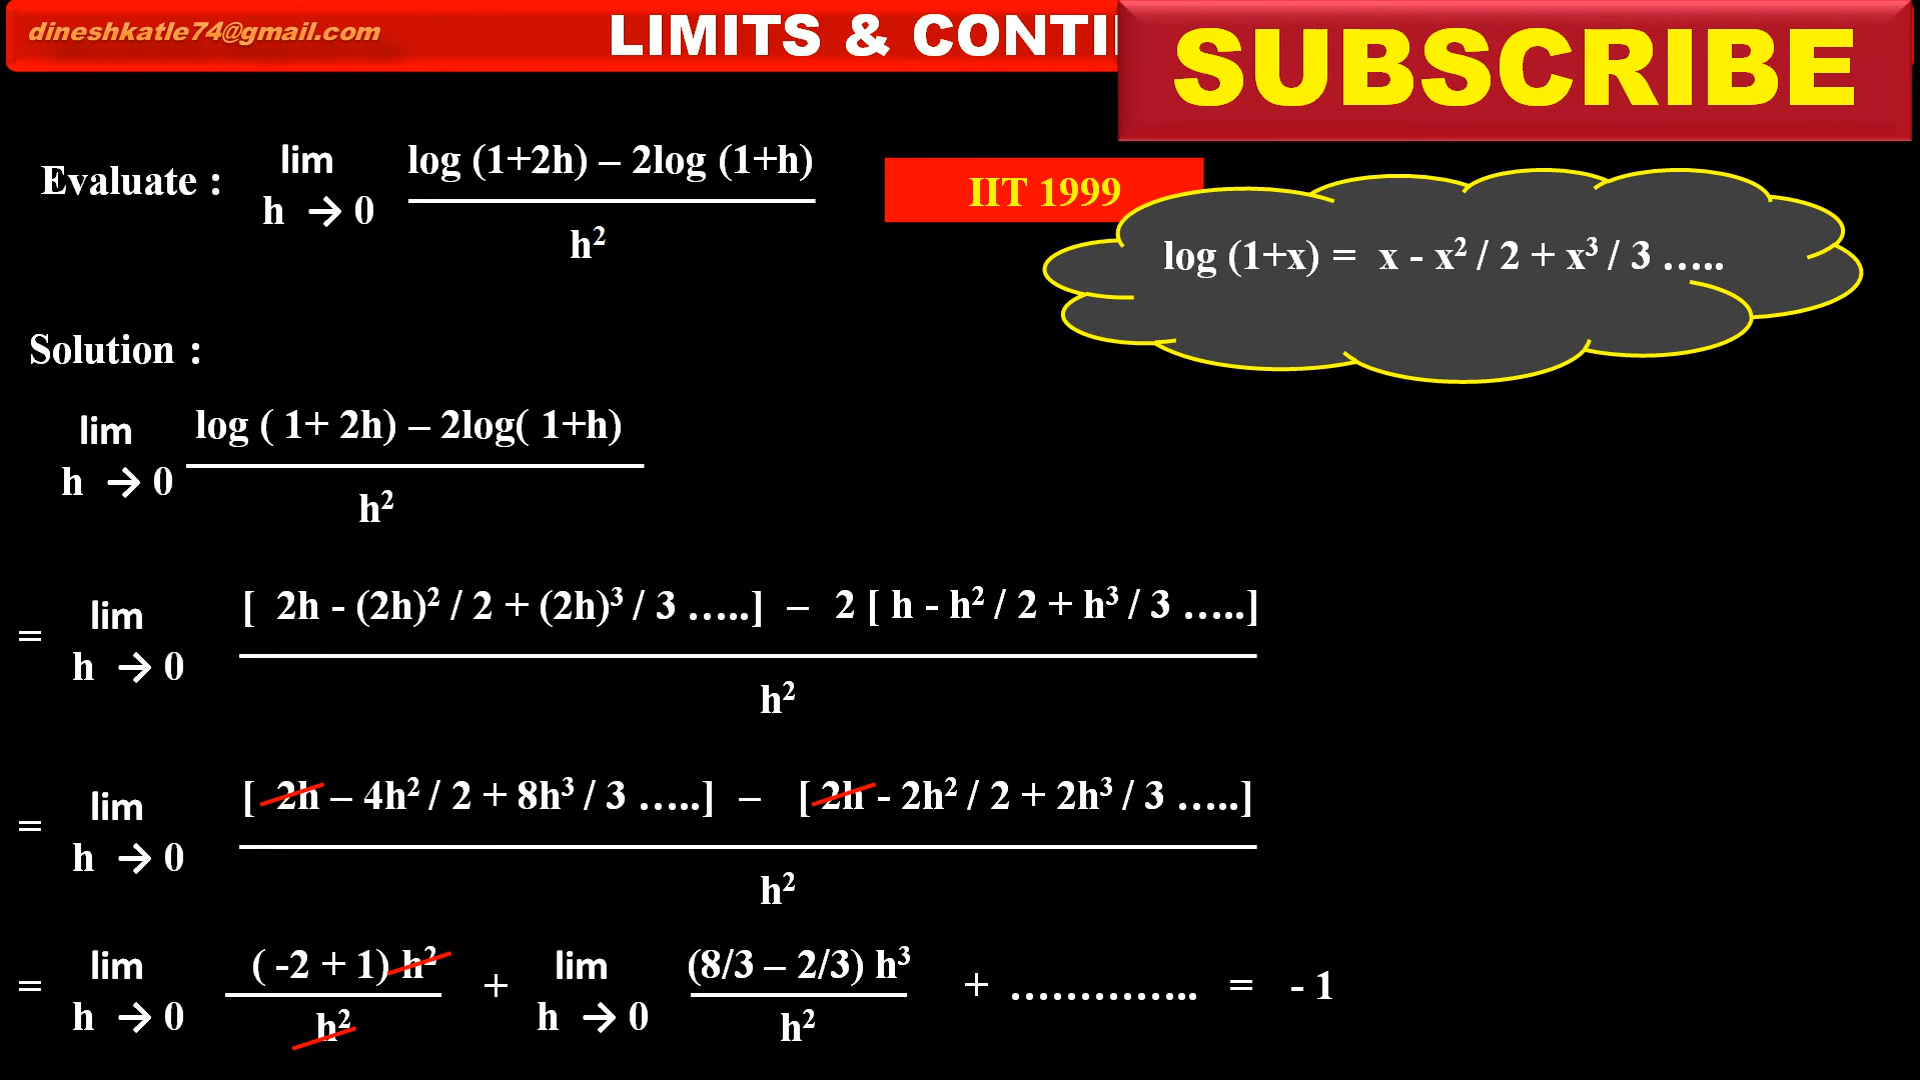 dineshkatle74@gmail.com
LIMITS & CONTI
SUBSCRIBE
Evaluate : lim h → 0 log (1+2h) – 2log (1+h)
h²
IIT 1999
log (1+x) = x - x² / 2 + x³ / 3 …..
Solution :
lim h → 0 log ( 1+ 2h) – 2log( 1+h)
h²
= lim h → 0 [ 2h - (2h)² / 2 + (2h)³ / 3 …..] – 2 [ h - h² / 2 + h³ / 3 …..]
h²
= lim h → 0 [ 2h – 4h² / 2 + 8h³ / 3 …..] – [ 2h - 2h² / 2 + 2h³ / 3 …..]
h²
= lim h → 0 ( -2 + 1) h² + lim h → 0 (8/3 – 2/3) h³ + ………….. = - 1
h² h²